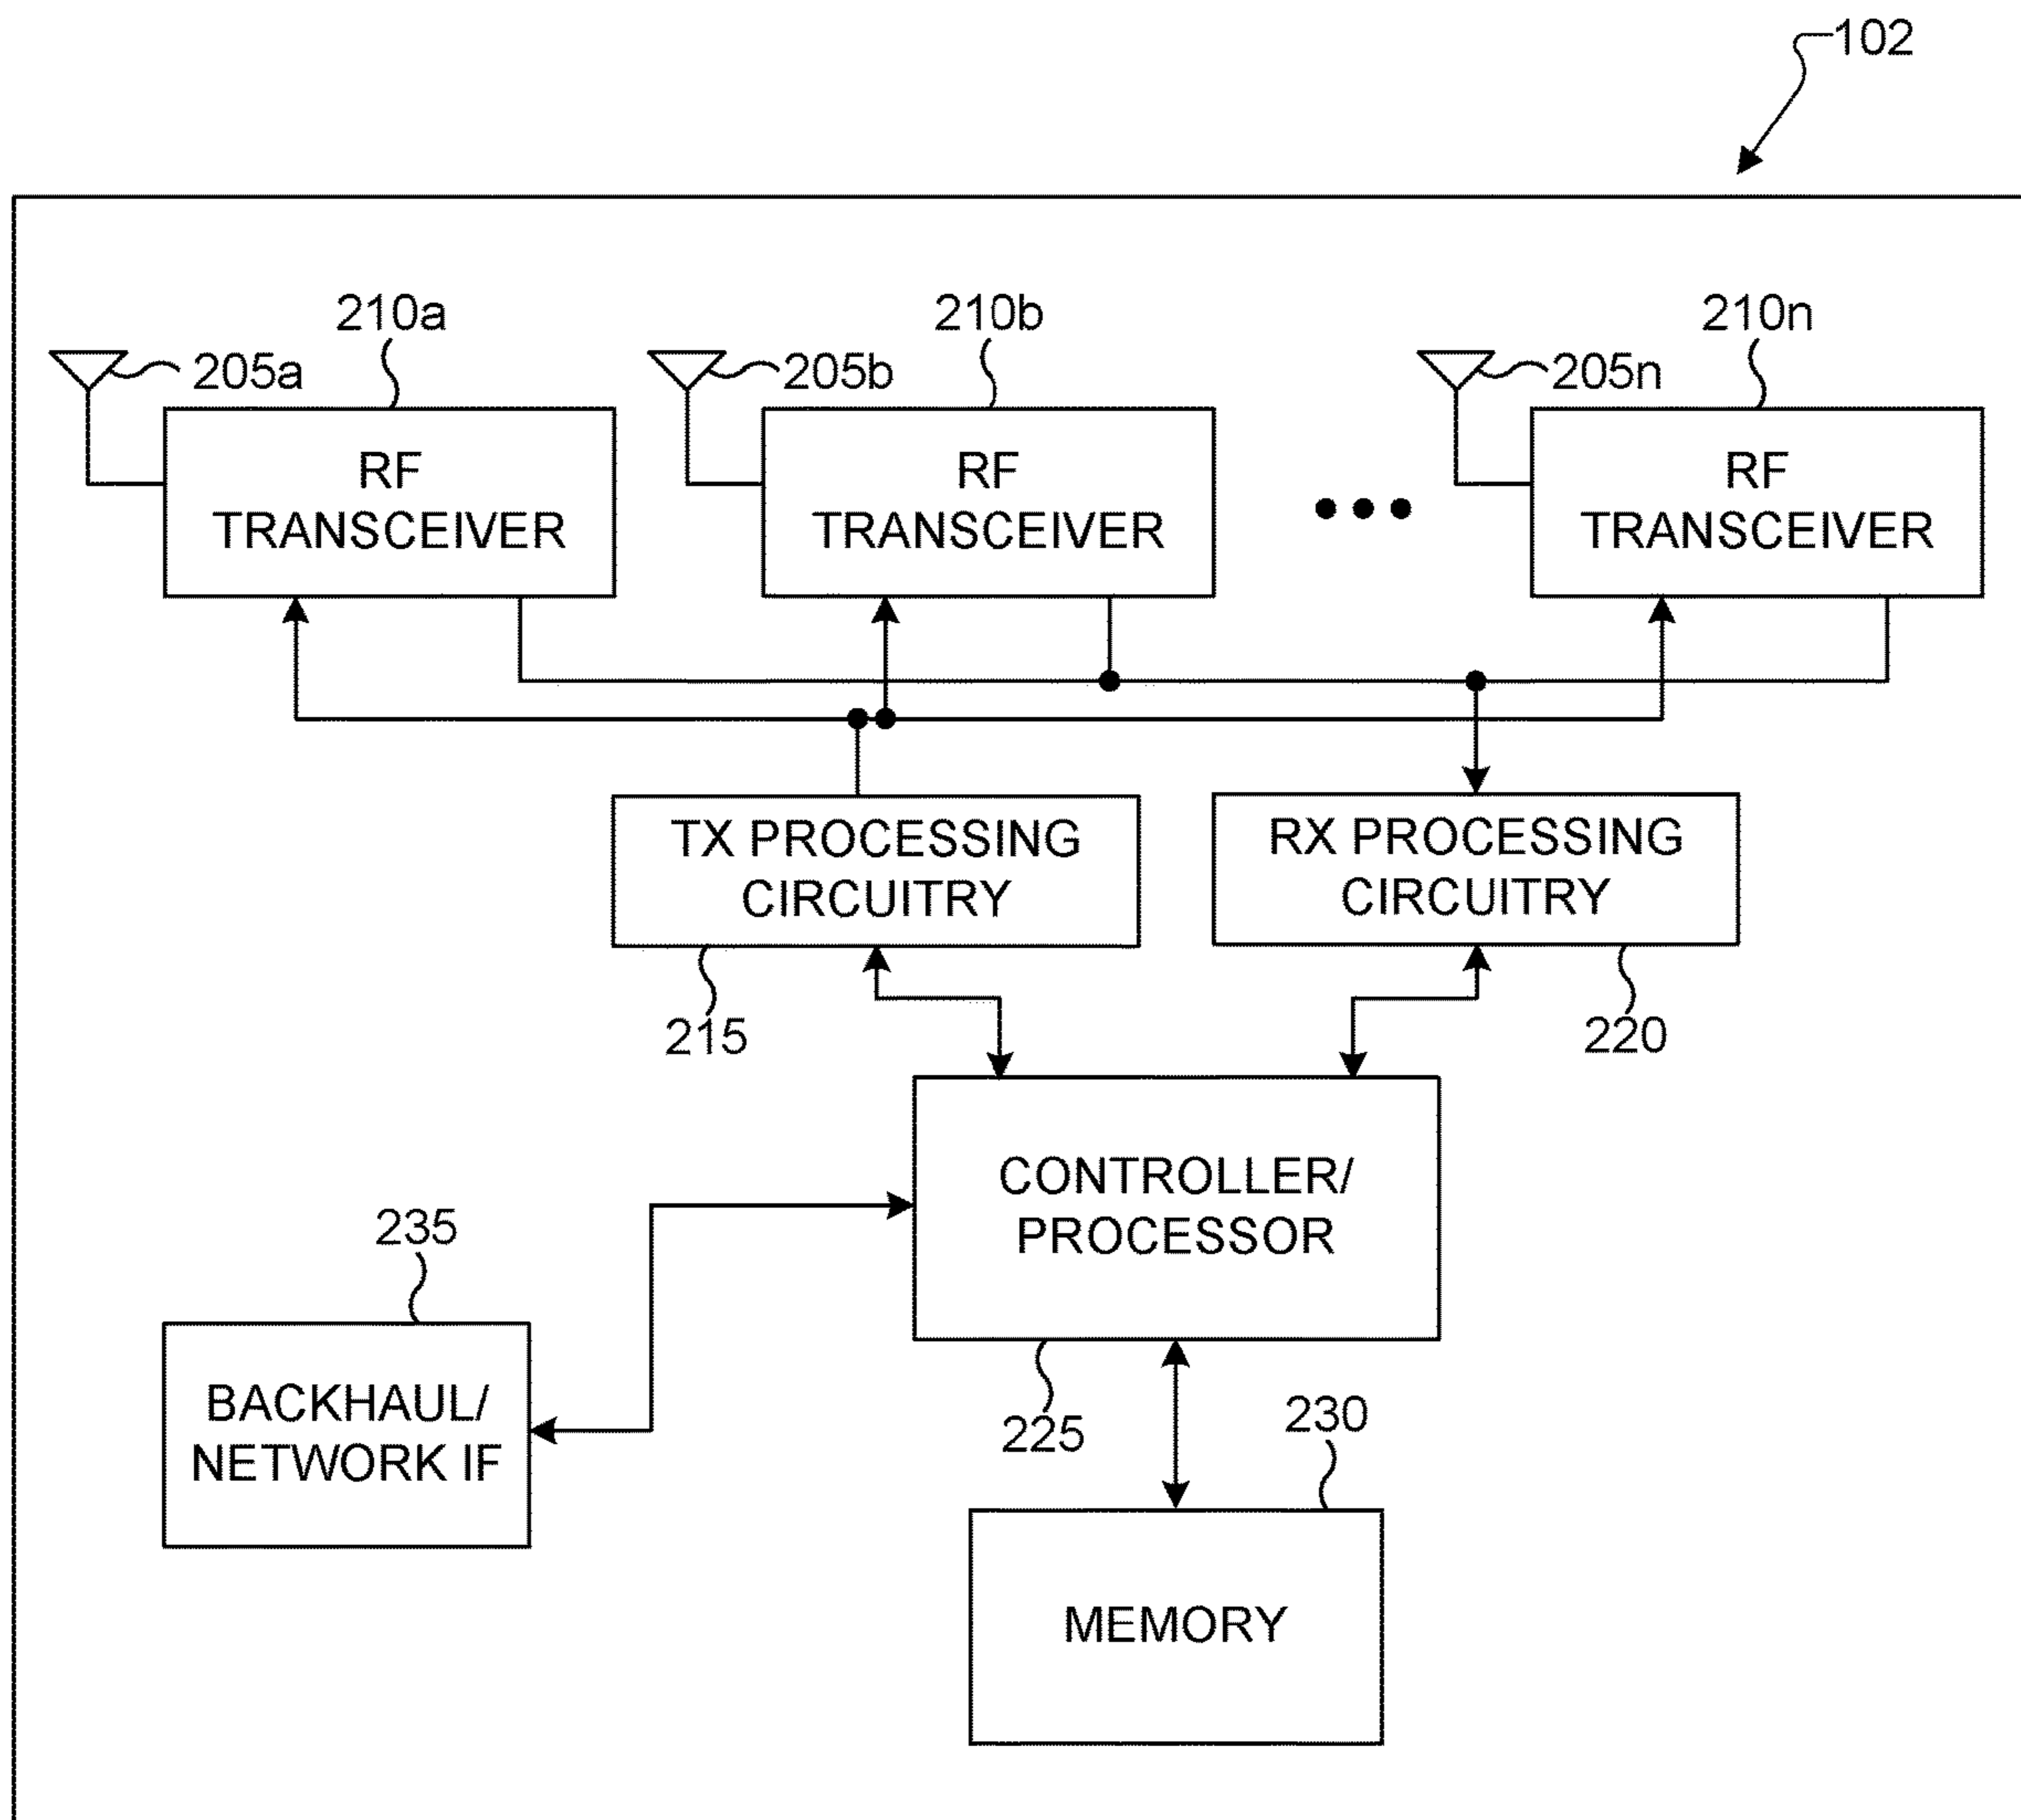 102
210a
210b
210n
205a
205b
205n
RF
TRANSCEIVER
RF
TRANSCEIVER
RF
TRANSCEIVER
TX PROCESSING
CIRCUITRY
RX PROCESSING
CIRCUITRY
215
220
CONTROLLER/
PROCESSOR
235
225
230
BACKHAUL/
NETWORK IF
MEMORY